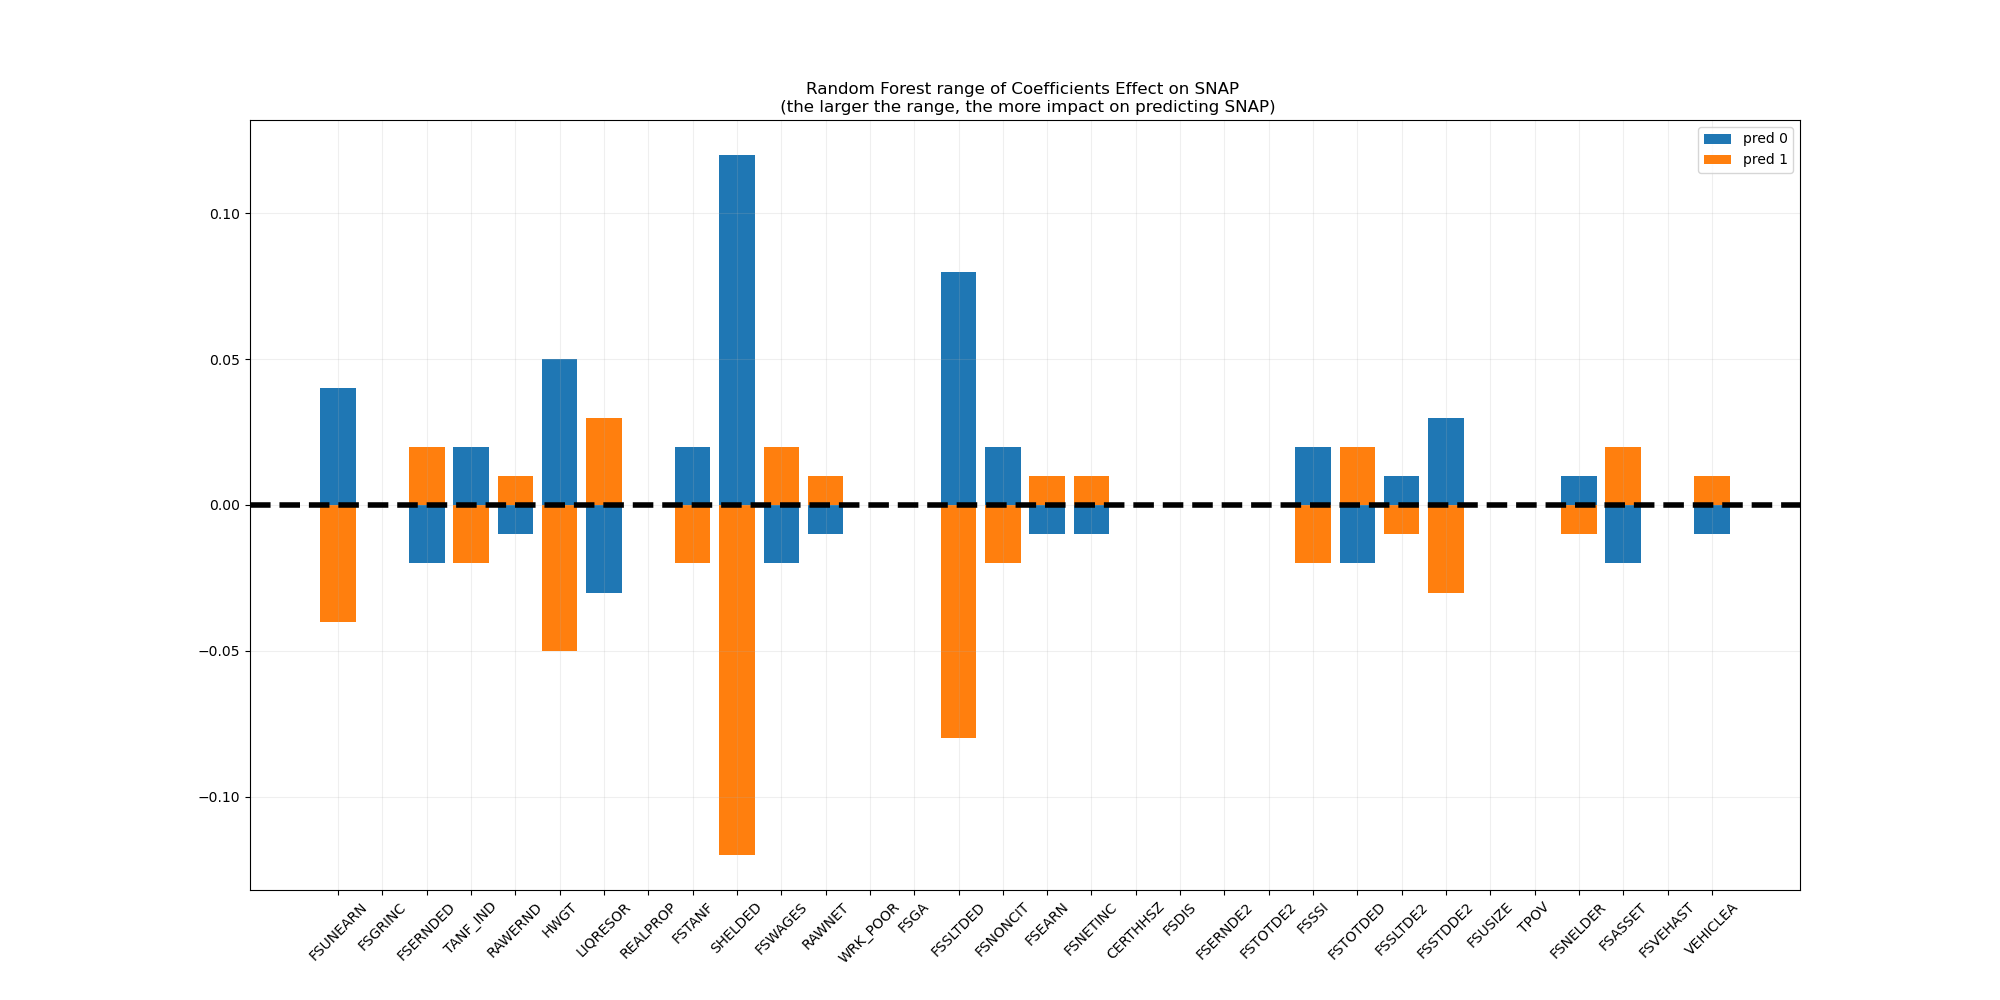 Random Forest range of Coefficients Effect on SNAP
(the larger the range, the more impact on predicting SNAP)
pred 0
pred 1
0.10
0.05
0.00
−0.05
−0.10
FSUNEARN
FSGRINC
FSERNDED
TANF_IND
RAWERND
HWGT
LIQRESOR
REALPROP
FSTANF
SHELDED
FSWAGES
RAWNET
WRK_POOR
FSGA
FSSLTDED
FSNONCIT
FSEARN
FSNETINC
CERTHHSZ
FSDIS
FSERNDE2
FSTOTDE2
FSSSI
FSTOTDED
FSSLTDE2
FSSTDDE2
FSUSIZE
TPOV
FSNELDER
FSASSET
FSVEHAST
VEHICLEA